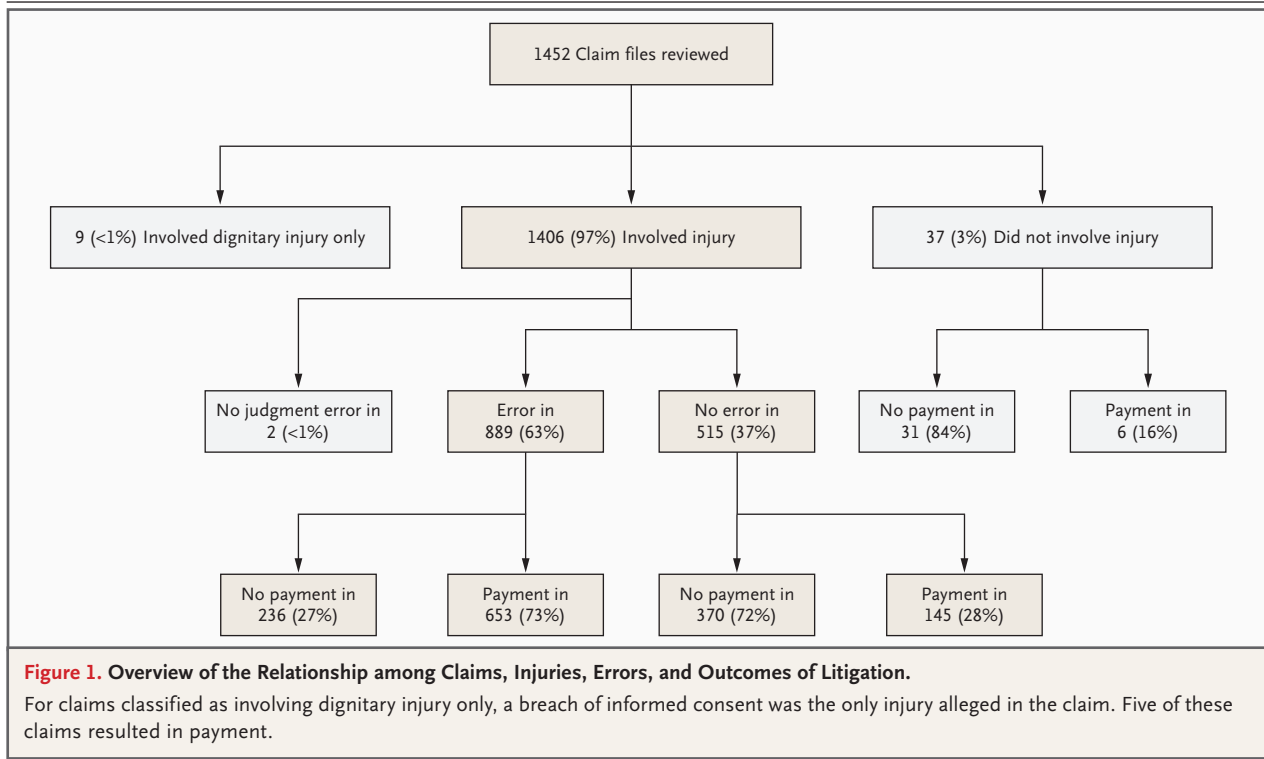 1452 Claim files reviewed
9 (<1%) Involved dignitary injury only
1406 (97%) Involved injury
37 (3%) Did not involve injury
No judgment error in
2 (<1%)
Error in
889 (63%)
No error in
515 (37%)
No payment in
31 (84%)
Payment in
6 (16%)
No payment in
236 (27%)
Payment in
653 (73%)
No payment in
370 (72%)
Payment in
145 (28%)
Figure 1. Overview of the Relationship among Claims, Injuries, Errors, and Outcomes of Litigation.
For claims classified as involving dignitary injury only, a breach of informed consent was the only injury alleged in the claim. Five of these
claims resulted in payment.